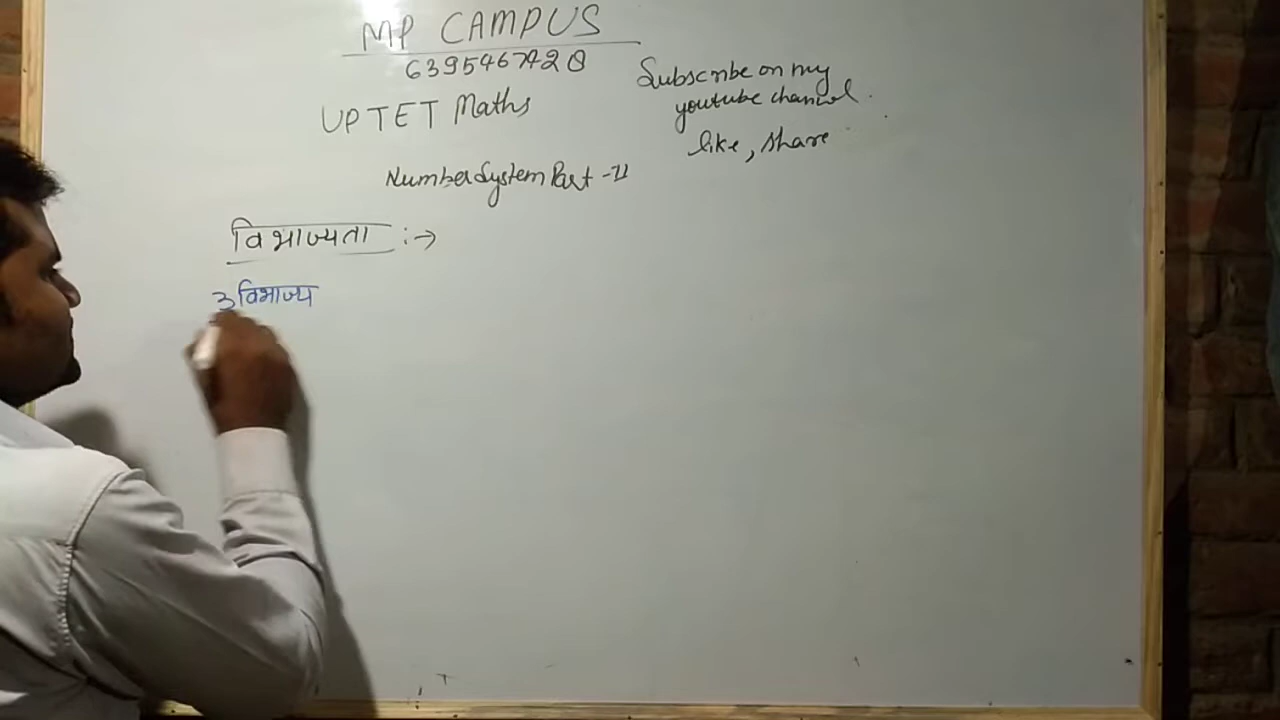 MP CAMPUS
6395467420
UPTET Maths
Subscribe on my
youtube channel.
like, share
Number System Part -II
विभाज्यता :→
3 विभाज्य